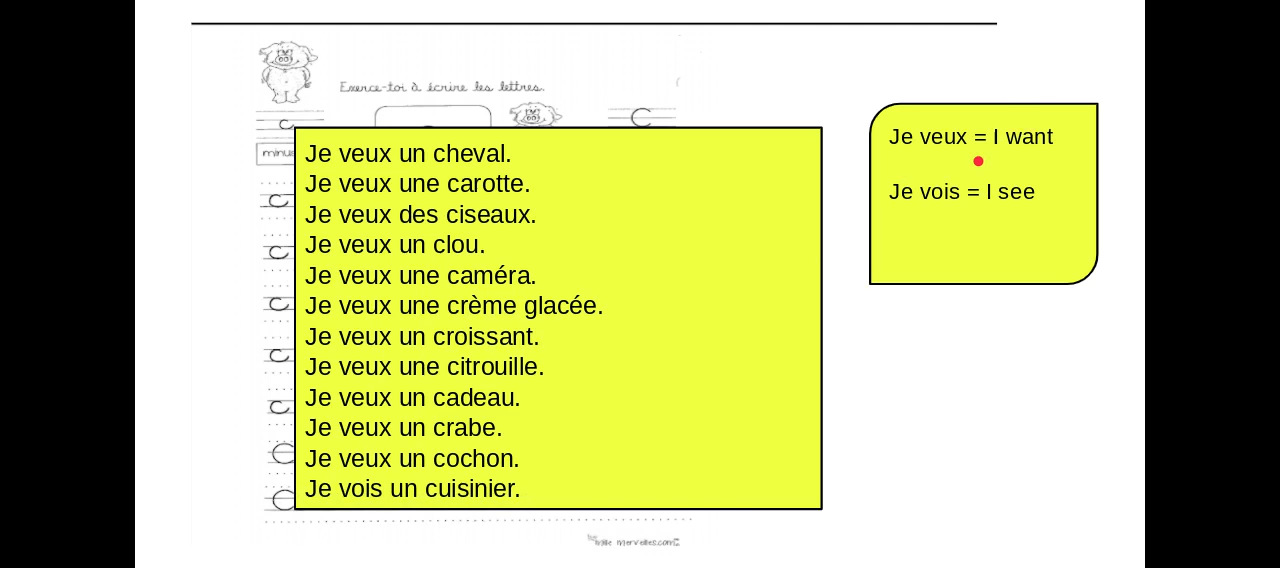 Exerce-toi à écrire les lettres.
c
C
Je veux un cheval.
Je veux une carotte.
Je veux des ciseaux.
Je veux un clou.
Je veux une caméra.
Je veux une crème glacée.
Je veux un croissant.
Je veux une citrouille.
Je veux un cadeau.
Je veux un crabe.
Je veux un cochon.
Je vois un cuisinier.
c
c
c
c
c
C
C
Je veux = I want
Je vois = I see